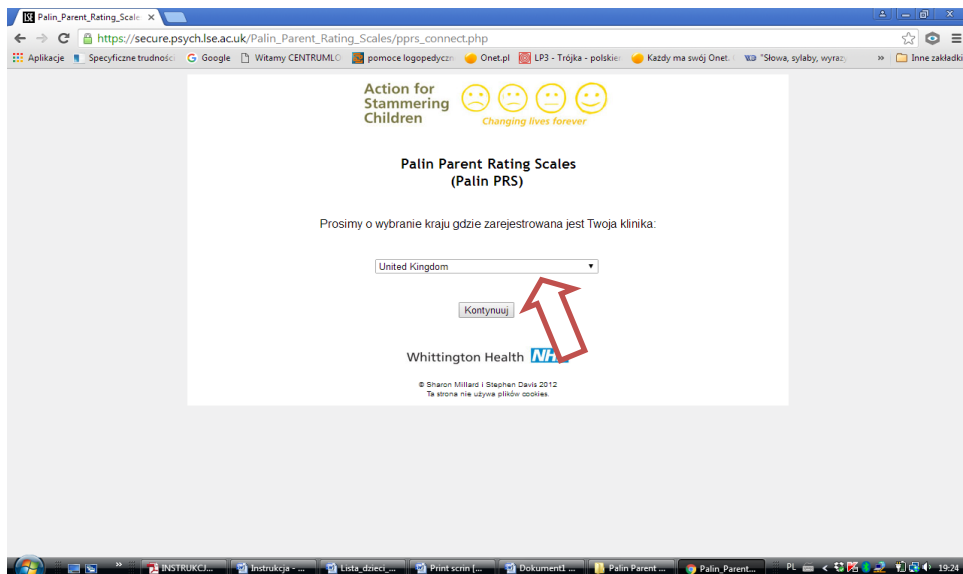 Palin_Parent_Rating_Scale
https://secure.psych.lse.ac.uk/Palin_Parent_Rating_Scales/pprs_connect.php
Aplikacje Specyficzne trudnośc Google Witamy CENTRUMLO pomoce logopedyczn Onet.pl LP3 - Trójka - polskie Każdy ma swój Onet. "Słowa, sylaby, wyrazy » Inne zakładki
Action for
Stammering
Children
Changing lives forever
Palin Parent Rating Scales
(Palin PRS)
Prosimy o wybranie kraju gdzie zarejestrowana jest Twoja klinika:
United Kingdom
Kontynuuj
Whittington Health
© Sharon Millard i Stephen Davis 2012
Ta strona nie używa plików cookies.
» INSTRUKCJ... Instrukcja - ... Lista_dzieci_... Print scrin [... Dokument1 ... Palin Parent ... Palin_Parent... PL 19:24